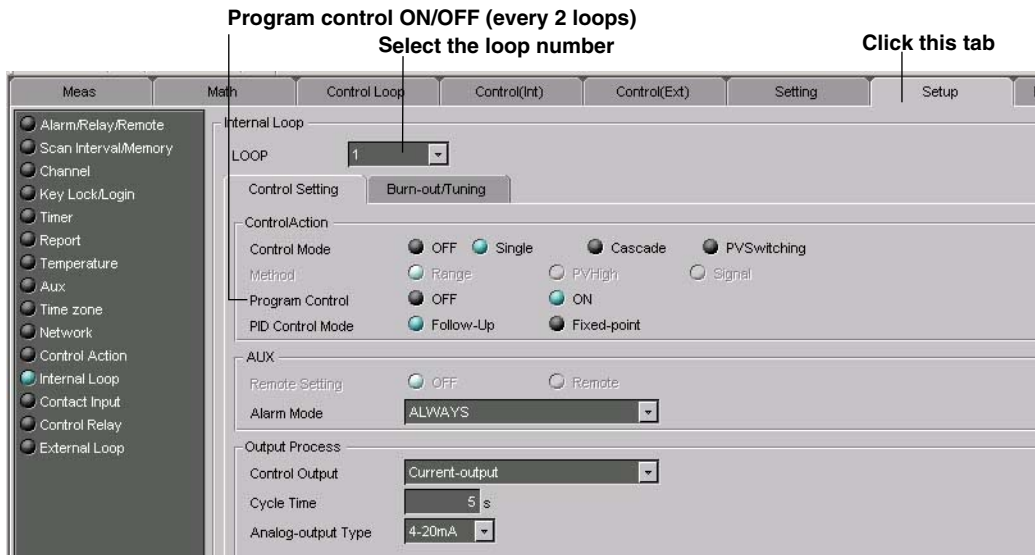 Program control ON/OFF (every 2 loops)
Select the loop number
Click this tab
Meas
Math
Control Loop
Control(Int)
Control(Ext)
Setting
Setup
Alarm/Relay/Remote
Scan Interval/Memory
Channel
Key Lock/Login
Timer
Report
Temperature
Aux
Time zone
Network
Control Action
Internal Loop
Contact Input
Control Relay
External Loop
Internal Loop
LOOP 1
Control Setting Burn-out/Tuning
ControlAction
Control Mode OFF Single Cascade PVSwitching
Method Range PVHigh Signal
Program Control OFF ON
PID Control Mode Follow-Up Fixed-point
AUX
Remote Setting OFF Remote
Alarm Mode ALWAYS
Output Process
Control Output Current-output
Cycle Time 5 s
Analog-output Type 4-20mA